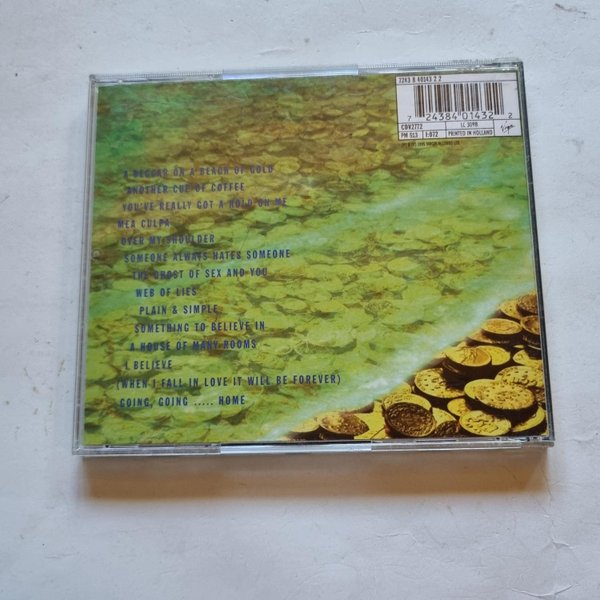 7243 8 40143 2 2
7 24384 01432 2
CDV2772
LC 3098
PM 513
1:072
PRINTED IN HOLLAND
Virgin
A BEGGAR ON A BEACH OF GOLD
ANOTHER CUP OF COFFEE
YOU'VE REALLY GOT A HOLD ON ME
MEA CULPA
OVER MY SHOULDER
SOMEONE ALWAYS HATES SOMEONE
THE GHOST OF SEX AND YOU
WEB OF LIES
PLAIN & SIMPLE
SOMETHING TO BELIEVE IN
A HOUSE OF MANY ROOMS
I BELIEVE
(WHEN I FALL IN LOVE IT WILL BE FOREVER)
GOING, GOING ..... HOME